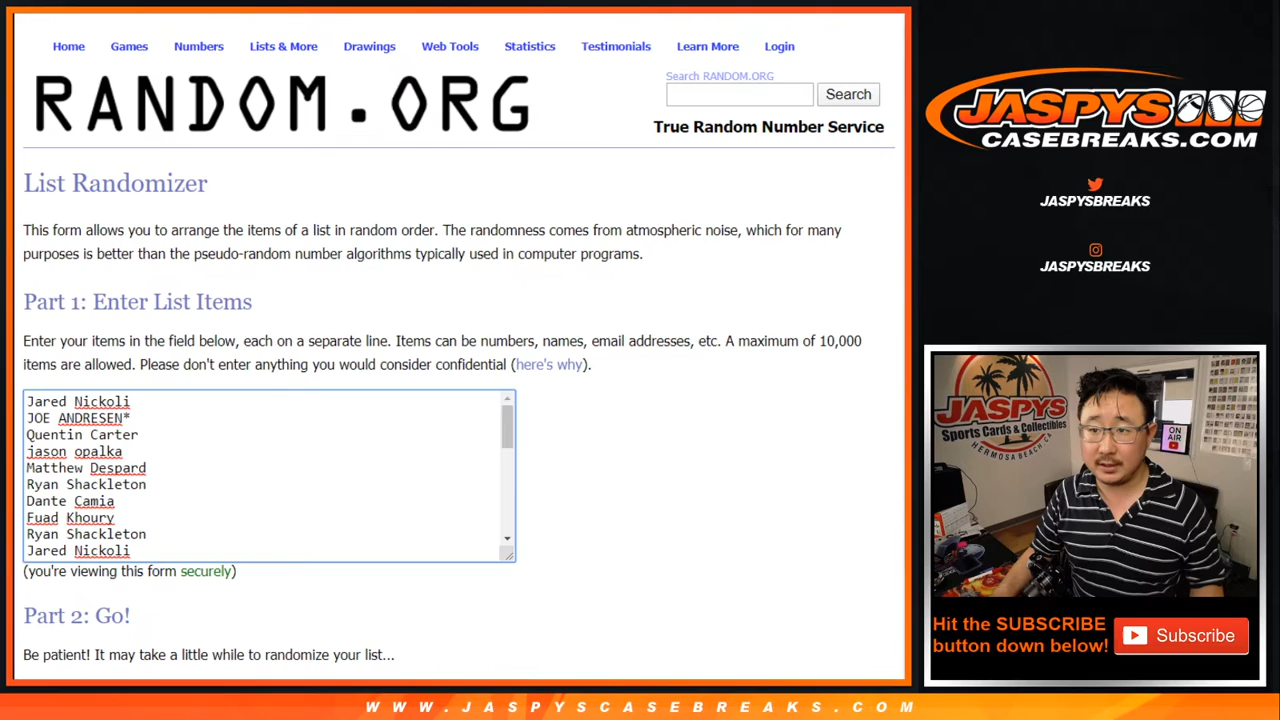 Home Games Numbers Lists & More Drawings Web Tools Statistics Testimonials Learn More Login
RANDOM.ORG
Search RANDOM.ORG
Search
True Random Number Service
List Randomizer
This form allows you to arrange the items of a list in random order. The randomness comes from atmospheric noise, which for many
purposes is better than the pseudo-random number algorithms typically used in computer programs.
Part 1: Enter List Items
Enter your items in the field below, each on a separate line. Items can be numbers, names, email addresses, etc. A maximum of 10,000
items are allowed. Please don't enter anything you would consider confidential (here's why).
Jared Nickoli
JOE ANDRESEN*
Quentin Carter
jason opalka
Matthew Despard
Ryan Shackleton
Dante Camia
Fuad Khoury
Ryan Shackleton
Jared Nickoli
(you're viewing this form securely)
Part 2: Go!
Be patient! It may take a little while to randomize your list...
JASPYS
CASEBREAKS.COM
JASPYSBREAKS
JASPYSBREAKS
JASPYS
Sports Cards & Collectibles
HERMOSA BEACH, CA
ON
AIR
Hit the SUBSCRIBE
button down below!
Subscribe
WWW.JASPYSCASEBREAKS.COM